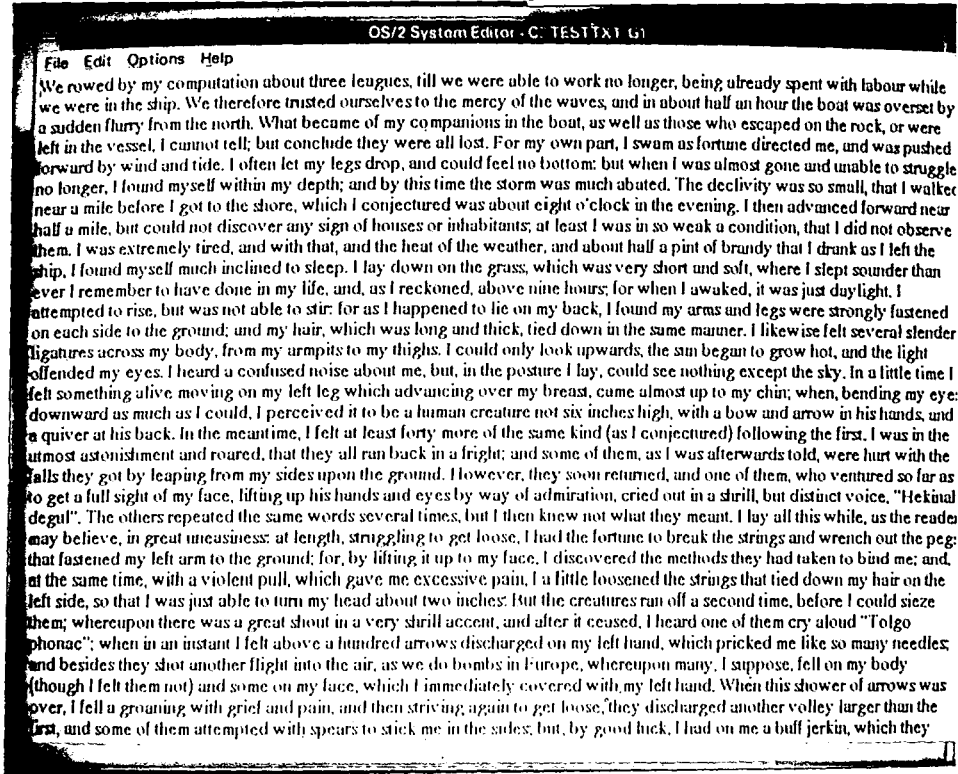 OS/2 System Editor - C: TEST TXT G1
File Edit Options Help
We rowed by my computation about three leagues, till we were able to work no longer, being already spent with labour while
we were in the ship. We therefore trusted ourselves to the mercy of the waves, and in about half an hour the boat was overset by
a sudden flurry from the north. What became of my companions in the boat, as well as those who escaped on the rock, or were
left in the vessel, I cannot tell; but conclude they were all lost. For my own part, I swam as fortune directed me, and was pushed
forward by wind and tide. I often let my legs drop, and could feel no bottom: but when I was almost gone and unable to struggle
no longer, I found myself within my depth; and by this time the storm was much abated. The declivity was so small, that I walked
near a mile before I got to the shore, which I conjectured was about eight o'clock in the evening. I then advanced forward near
half a mile, but could not discover any sign of houses or inhabitants; at least I was in so weak a condition, that I did not observe
them. I was extremely tired, and with that, and the heat of the weather, and about half a pint of brandy that I drank as I left the
ship, I found myself much inclined to sleep. I lay down on the grass, which was very short and soft, where I slept sounder than
ever I remember to have done in my life, and, as I reckoned, above nine hours; for when I awaked, it was just daylight. I
attempted to rise, but was not able to stir: for as I happened to lie on my back, I found my arms and legs were strongly fastened
on each side to the ground; and my hair, which was long and thick, tied down in the same manner. I likewise felt several slender
ligatures across my body, from my armpits to my thighs. I could only look upwards, the sun began to grow hot, and the light
offended my eyes. I heard a confused noise about me, but, in the posture I lay, could see nothing except the sky. In a little time I
felt something alive moving on my left leg which advancing over my breast, came almost up to my chin; when, bending my eye
downward as much as I could, I perceived it to be a human creature not six inches high, with a bow and arrow in his hands, and
a quiver at his back. In the meantime, I felt at least forty more of the same kind (as I conjectured) following the first. I was in the
utmost astonishment and roared, that they all ran back in a fright; and some of them, as I was afterwards told, were hurt with the
falls they got by leaping from my sides upon the ground. However, they soon returned, and one of them, who ventured so far as
to get a full sight of my face, lifting up his hands and eyes by way of admiration, cried out in a shrill, but distinct voice, "Hekinal
degul". The others repeated the same words several times, but I then knew not what they meant. I lay all this while, as the reade
may believe, in great uneasiness: at length, struggling to get loose, I had the fortune to break the strings and wrench out the peg
that fastened my left arm to the ground; for, by lifting it up to my face, I discovered the methods they had taken to bind me; and,
at the same time, with a violent pull, which gave me excessive pain, I a little loosened the strings that tied down my hair on the
left side, so that I was just able to turn my head about two inches: But the creatures ran off a second time, before I could sieze
them; whereupon there was a great shout in a very shrill accent, and after it ceased, I heard one of them cry aloud "Tolgo
phonac"; when in an instant I felt above a hundred arrows discharged on my left hand, which pricked me like so many needles;
and besides they shot another flight into the air, as we do bombs in Europe, whereupon many, I suppose, fell on my body
(though I felt them not) and some on my face, which I immediately covered with my left hand. When this shower of arrows was
over, I fell a groaning with grief and pain, and then striving again to get loose, they discharged another volley larger than the
first, and some of them attempted with spears to stick me in the sides; but, by good luck, I had on me a buff jerkin, which they